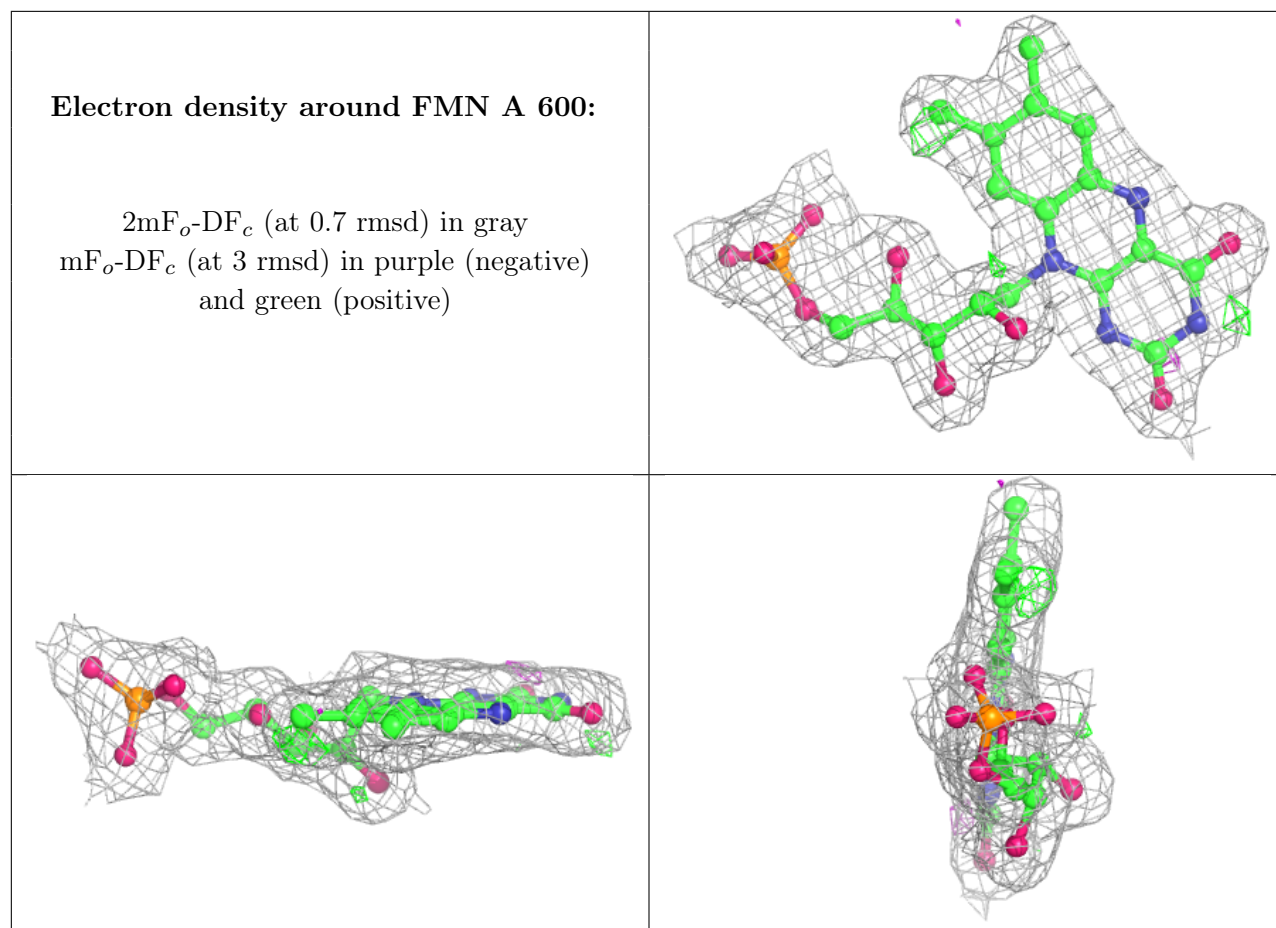 Electron density around FMN A 600:
2mFo-DFc (at 0.7 rmsd) in gray
mFo-DFc (at 3 rmsd) in purple (negative)
and green (positive)